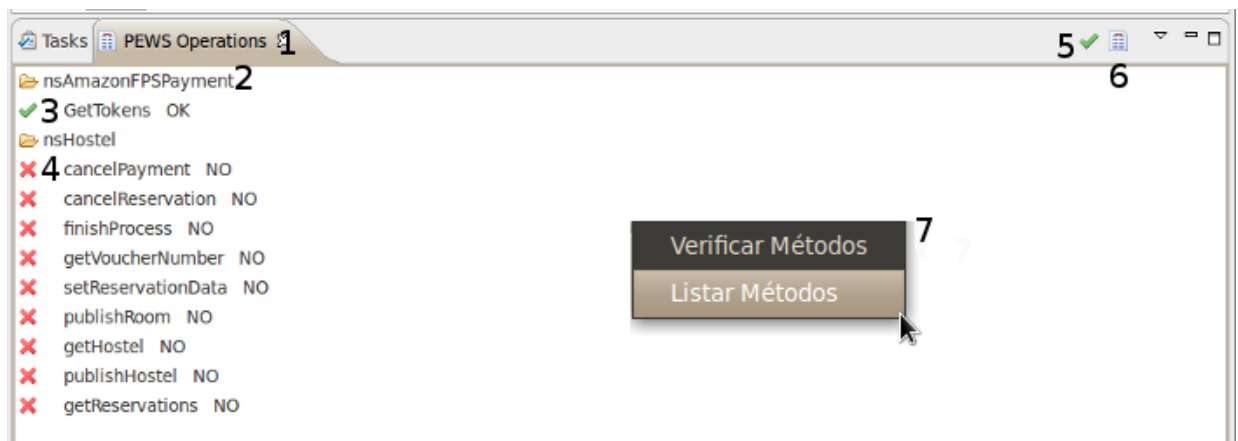 Tasks PEWS Operations 1 5
nsAmazonFPSPayment 2 6
3 GetTokens OK
nsHostel
4 cancelPayment NO
cancelReservation NO
finishProcess NO
getVoucherNumber NO
setReservationData NO
publishRoom NO
getHostel NO
publishHostel NO
getReservations NO
Verificar Métodos 7
7
Listar Métodos